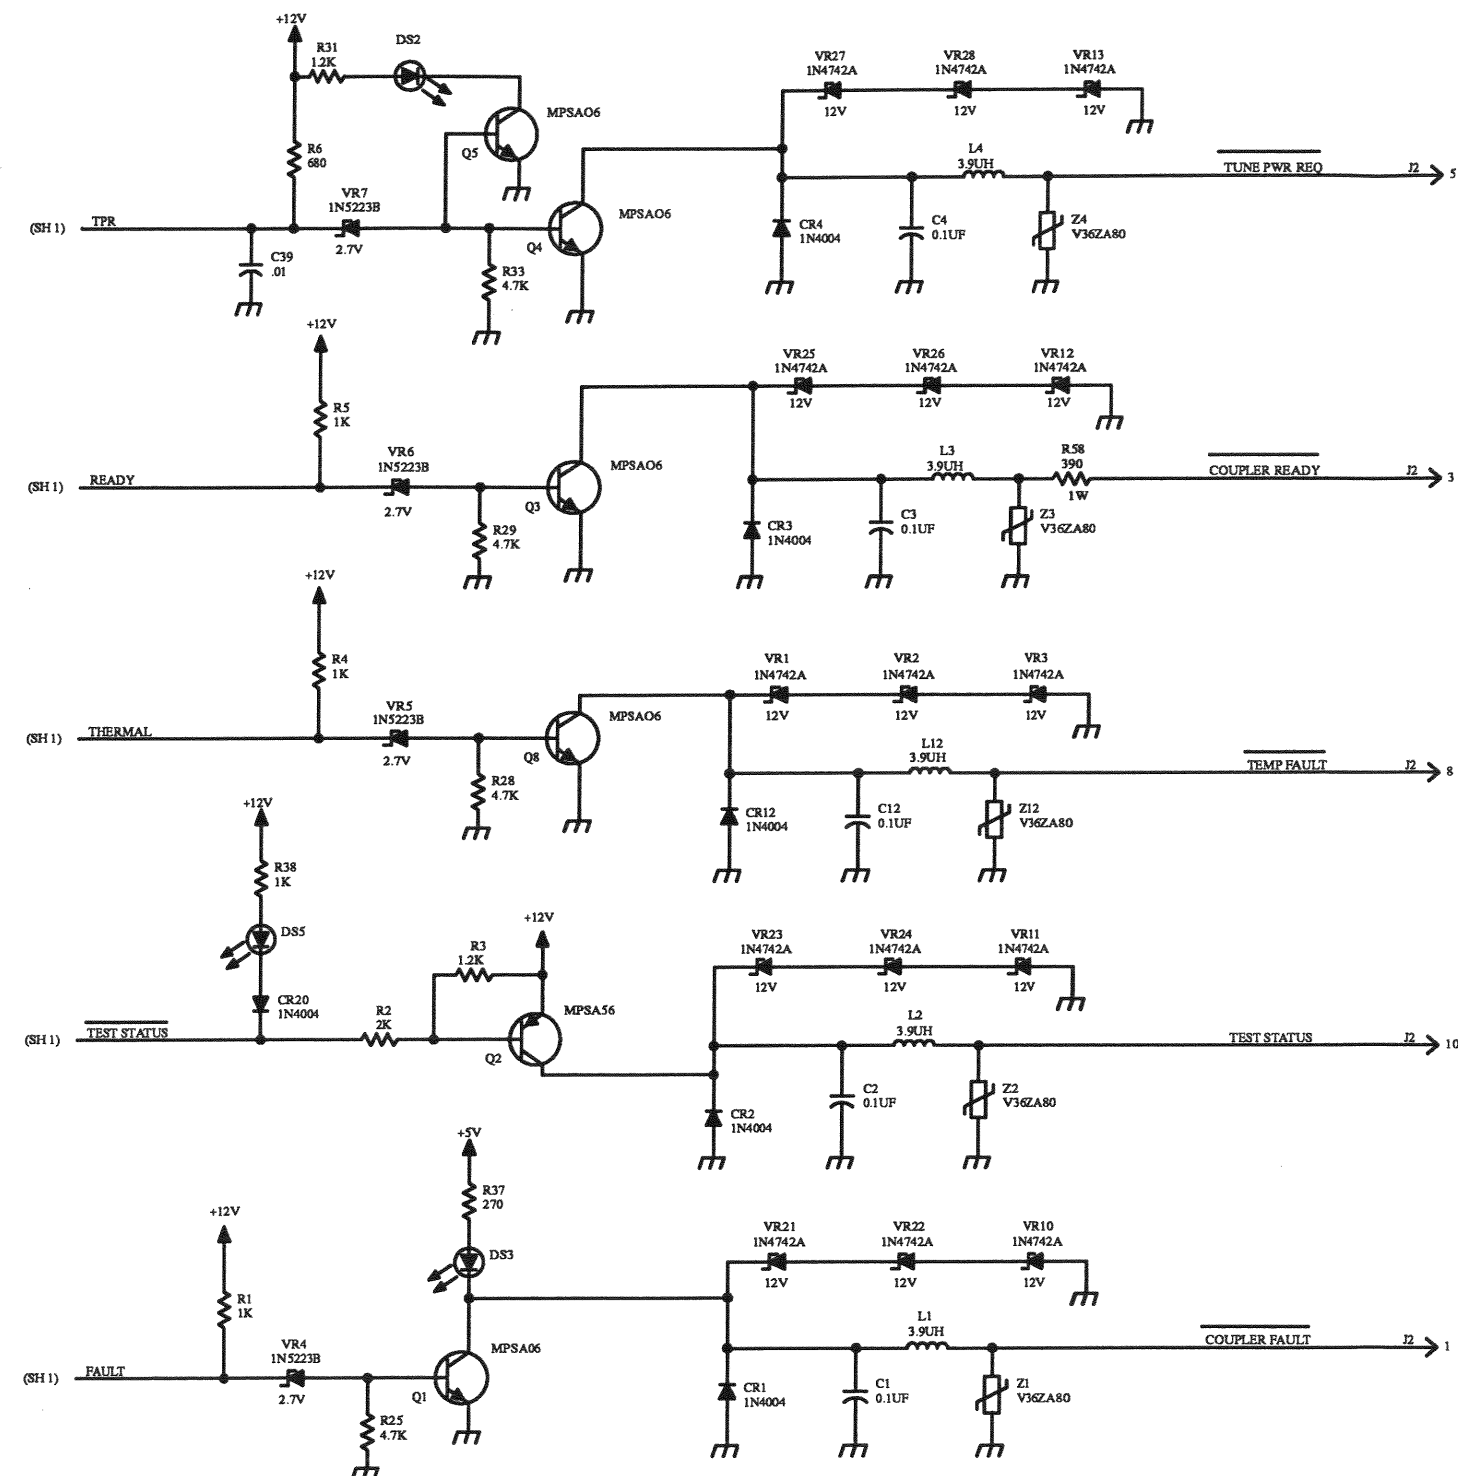 +12V
R31
1.2K
DS2
MPSAO6
Q5
R6
680
VR7
1N5223B
2.7V
(SH 1)
TPR
C39
.01
R33
4.7K
MPSAO6
Q4
VR27
1N4742A
12V
VR28
1N4742A
12V
VR13
1N4742A
12V
L4
3.9UH
TUNE PWR REQ
J2
5
CR4
1N4004
C4
0.1UF
Z4
V36ZA80
+12V
R5
1K
VR6
1N5223B
2.7V
(SH 1)
READY
R29
4.7K
MPSAO6
Q3
VR25
1N4742A
12V
VR26
1N4742A
12V
VR12
1N4742A
12V
L3
3.9UH
R58
390
1W
COUPLER READY
J2
3
CR3
1N4004
C3
0.1UF
Z3
V36ZA80
+12V
R4
1K
VR5
1N5223B
2.7V
(SH 1)
THERMAL
R28
4.7K
MPSAO6
Q8
VR1
1N4742A
12V
VR2
1N4742A
12V
VR3
1N4742A
12V
L12
3.9UH
TEMP FAULT
J2
8
CR12
1N4004
C12
0.1UF
Z12
V36ZA80
+12V
R38
1K
DS5
CR20
1N4004
(SH 1)
TEST STATUS
R2
2K
R3
1.2K
+12V
MPSA56
Q2
VR23
1N4742A
12V
VR24
1N4742A
12V
VR11
1N4742A
12V
L2
3.9UH
TEST STATUS
J2
10
CR2
1N4004
C2
0.1UF
Z2
V36ZA80
+5V
R37
270
DS3
+12V
R1
1K
VR4
1N5223B
2.7V
(SH 1)
FAULT
R25
4.7K
MPSA06
Q1
VR21
1N4742A
12V
VR22
1N4742A
12V
VR10
1N4742A
12V
L1
3.9UH
COUPLER FAULT
J2
1
CR1
1N4004
C1
0.1UF
Z1
V36ZA80